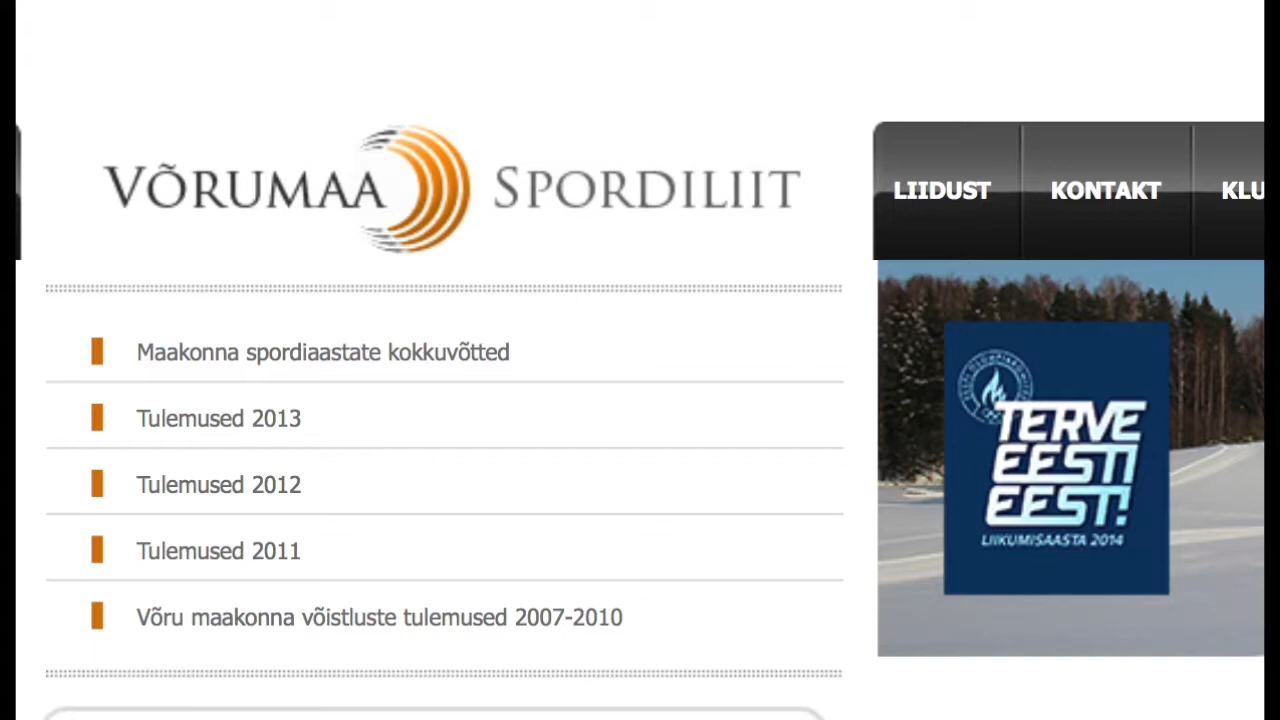 VÕRUMAA SPORDILIIT
LIIDUST
KONTAKT
KLU
Maakonna spordiaastate kokkuvõtted
Tulemused 2013
Tulemused 2012
Tulemused 2011
Võru maakonna võistluste tulemused 2007-2010
TERVE
EESTI
EEST!
LIIKUMISAASTA 2014